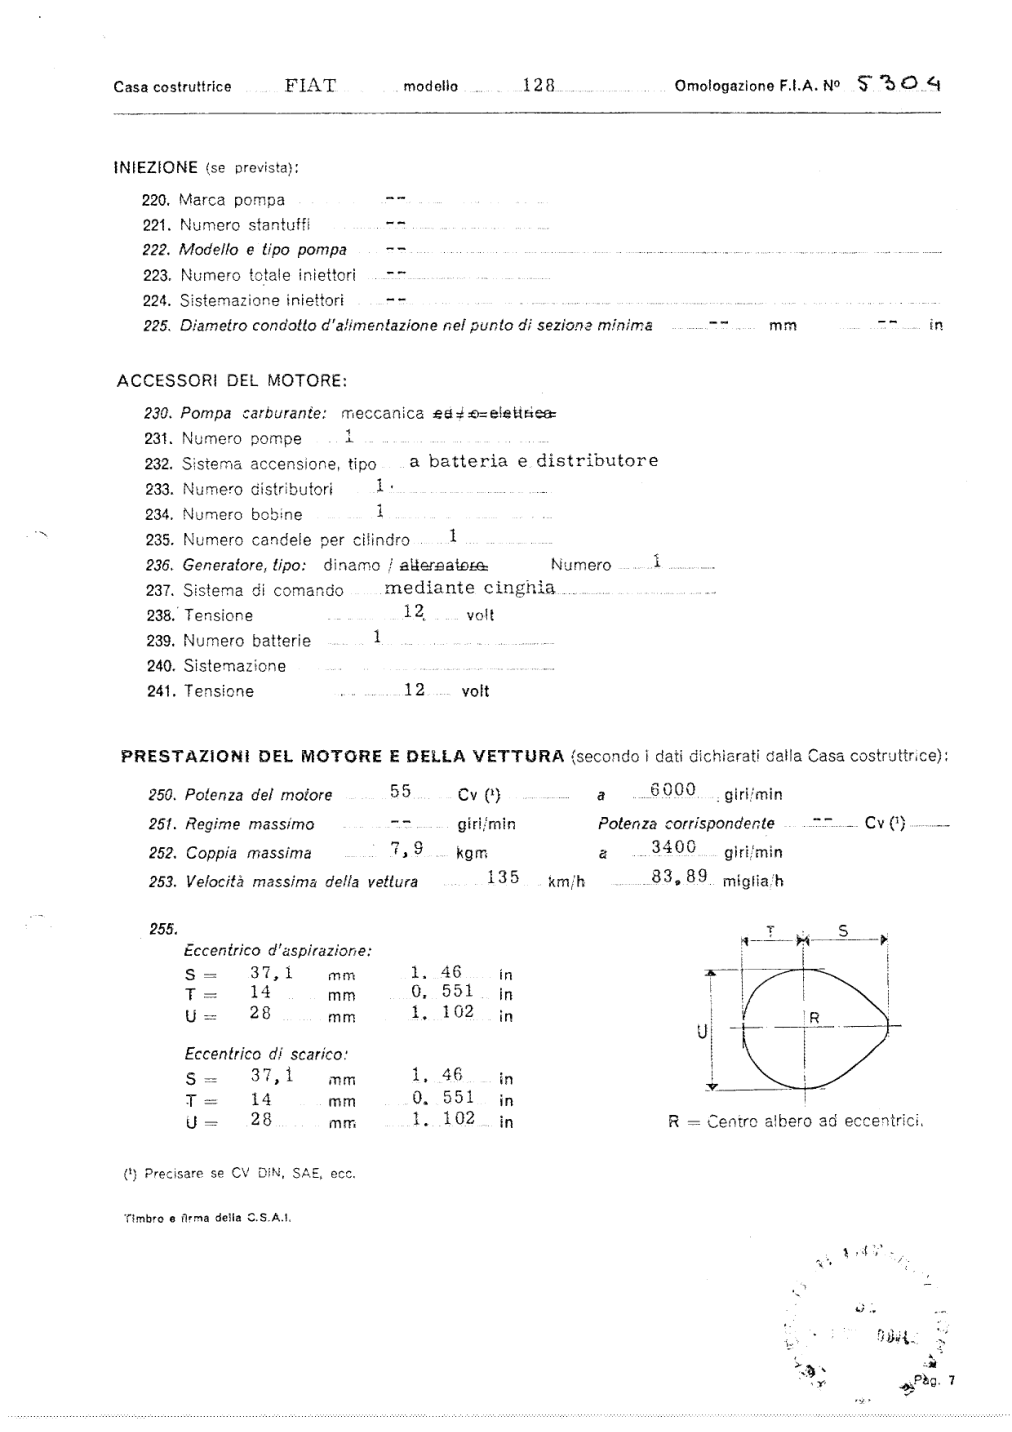 Casa costruttrice FIAT modello 128 Omologazione F.I.A. Nº 5304
INIEZIONE (se prevista):
220. Marca pompa --
221. Numero stantuffi --
222. Modello e tipo pompa --
223. Numero totale iniettori --
224. Sistemazione iniettori --
225. Diametro condotto d'alimentazione nel punto di sezione minima -- mm -- in
ACCESSORI DEL MOTORE:
230. Pompa carburante: meccanica ed / o elettrica
231. Numero pompe 1
232. Sistema accensione, tipo a batteria e distributore
233. Numero distributori 1
234. Numero bobine 1
235. Numero candele per cilindro 1
236. Generatore, tipo: dinamo / alternatore Numero 1
237. Sistema di comando mediante cinghia
238. Tensione 12 volt
239. Numero batterie 1
240. Sistemazione
241. Tensione 12 volt
PRESTAZIONI DEL MOTORE E DELLA VETTURA (secondo i dati dichiarati dalla Casa costruttrice):
250. Potenza del motore 55 Cv (¹) a 6000 giri/min
251. Regime massimo -- giri/min Potenza corrispondente -- Cv (¹)
252. Coppia massima 7,9 kgm a 3400 giri/min
253. Velocità massima della vettura 135 km/h 83,89 miglia/h
255.
Eccentrico d'aspirazione:
S = 37,1 mm 1, 46 in
T = 14 mm 0, 551 in
U = 28 mm 1, 102 in
Eccentrico di scarico:
S = 37,1 mm 1, 46 in
T = 14 mm 0, 551 in
U = 28 mm 1, 102 in
T S
U R
R = Centro albero ad eccentrici.
(¹) Precisare se CV DIN, SAE, ecc.
Timbro e firma della C.S.A.I.
Pag. 7